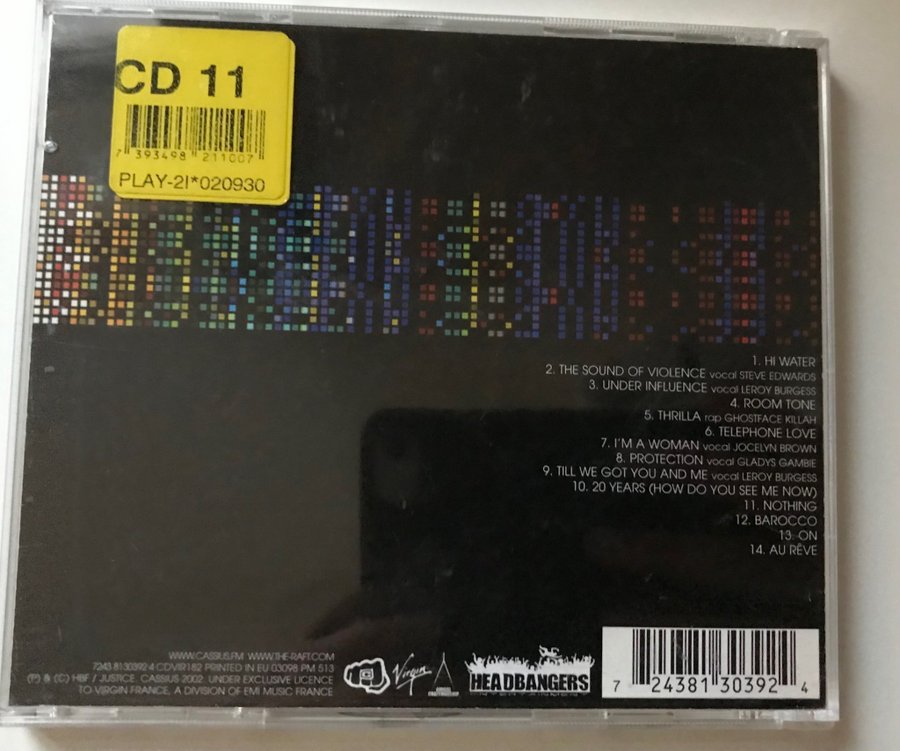 CD 11
7 393498 211007
PLAY-2I*020930
1. HI WATER
2. THE SOUND OF VIOLENCE vocal STEVE EDWARDS
3. UNDER INFLUENCE vocal LEROY BURGESS
4. ROOM TONE
5. THRILLA rap GHOSTFACE KILLAH
6. TELEPHONE LOVE
7. I'M A WOMAN vocal JOCELYN BROWN
8. PROTECTION vocal GLADYS GAMBIE
9. TILL WE GOT YOU AND ME vocal LEROY BURGESS
10. 20 YEARS (HOW DO YOU SEE ME NOW)
11. NOTHING
12. BAROCCO
13. ON
14. AU RÊVE
WWW.CASSIUS.FM WWW.THE-RAFT.COM
7243 8130392 4 CDVIR182 PRINTED IN EU 03098 PM 513
(P) & (C) HBF / JUSTICE. CASSIUS 2002. UNDER EXCLUSIVE LICENCE
TO VIRGIN FRANCE, A DIVISION OF EMI MUSIC FRANCE
Virgin
HEADBANGERS
7 24381 30392 4